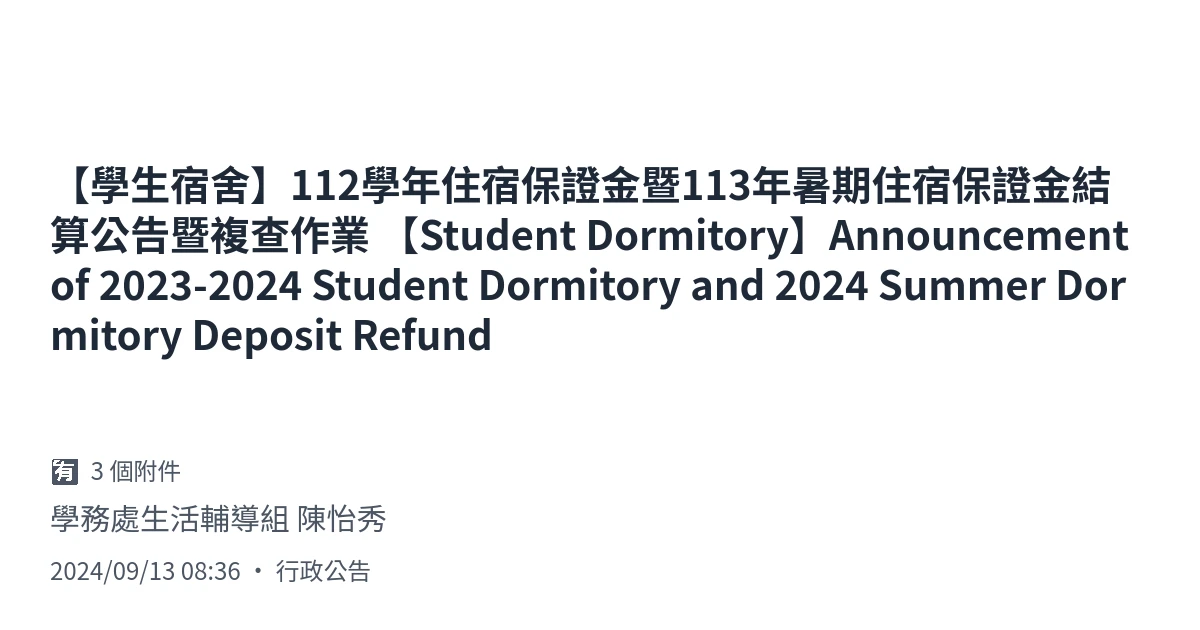 【學生宿舍】112學年住宿保證金暨113年暑期住宿保證金結
算公告暨複查作業 【Student Dormitory】Announcement
of 2023-2024 Student Dormitory and 2024 Summer Dor
mitory Deposit Refund
🈶 3 個附件
學務處生活輔導組 陳怡秀
2024/09/13 08:36 • 行政公告